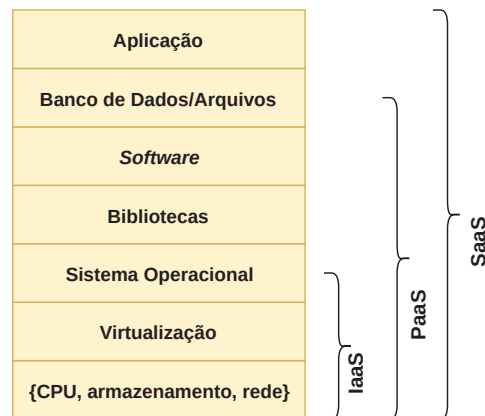 Aplicação
Banco de Dados/Arquivos
Software
Bibliotecas
Sistema Operacional
Virtualização
{CPU, armazenamento, rede}
IaaS
PaaS
SaaS